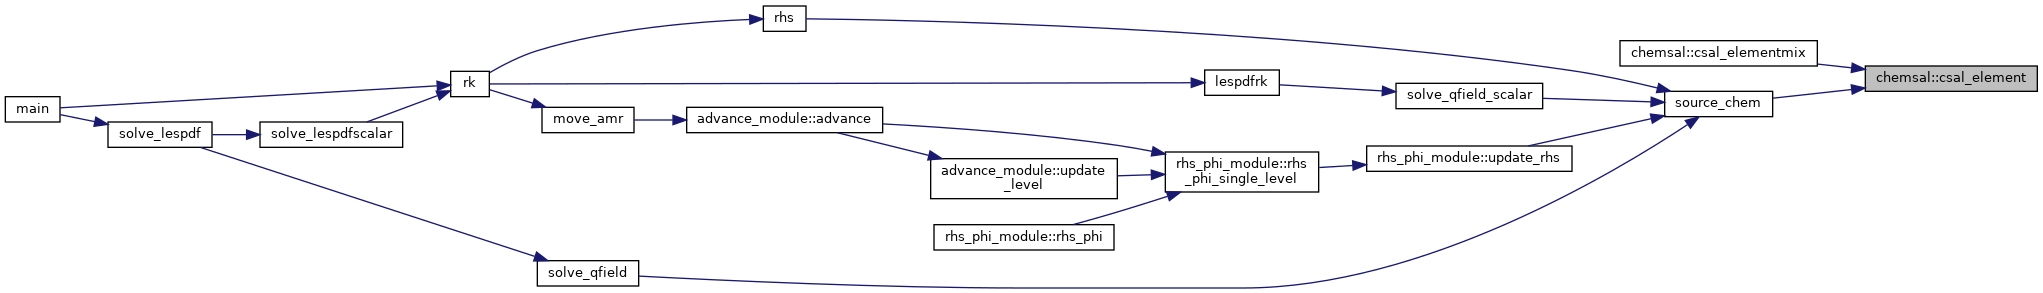 rhs
chemsal::csal_elementmix
chemsal::csal_element
rk
lespdfrk
solve_qfield_scalar
source_chem
main
move_amr
advance_module::advance
solve_lespdf
solve_lespdfscalar
rhs_phi_module::update_rhs
rhs_phi_module::rhs
_phi_single_level
advance_module::update
_level
rhs_phi_module::rhs_phi
solve_qfield